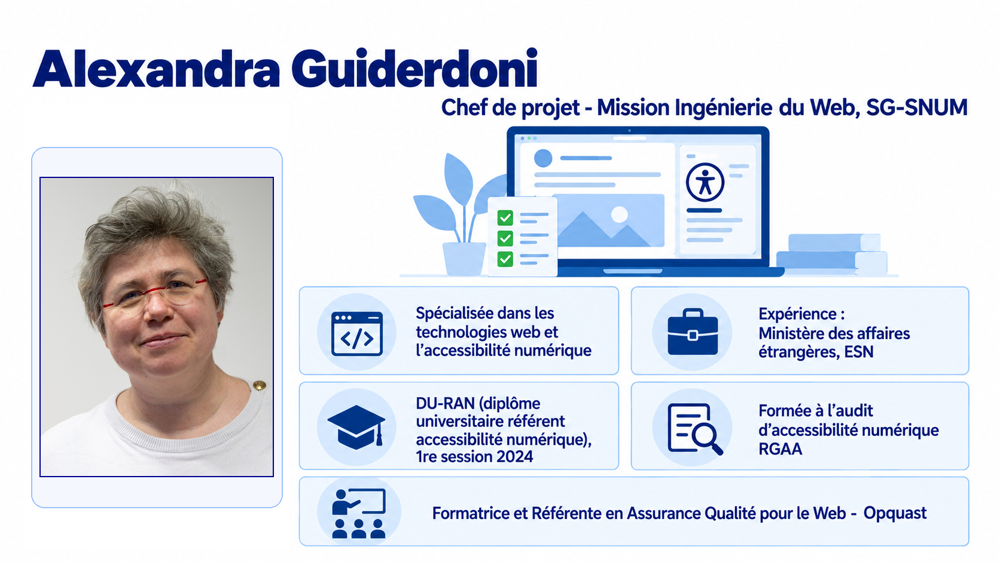 Alexandra Guiderdoni
Chef de projet - Mission Ingénierie du Web, SG-SNUM
Spécialisée dans les
technologies web et
l'accessibilité numérique
Expérience :
Ministère des affaires
étrangères, ESN
DU-RAN (diplôme
universitaire référent
accessibilité numérique),
1re session 2024
Formée à l'audit
d'accessibilité numérique
RGAA
Formatrice et Référente en Assurance Qualité pour le Web - Opquast